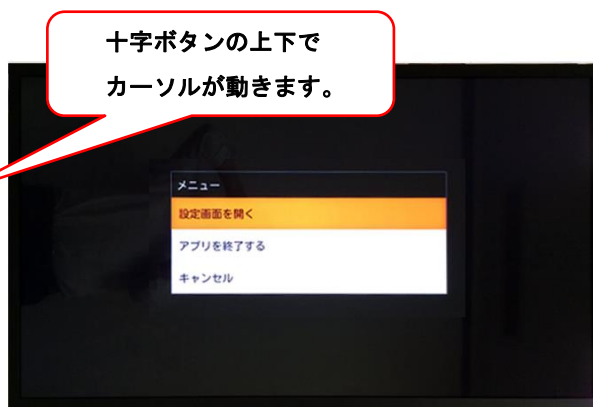 十字ボタンの上下で
カーソルが動きます。
メニュー
設定画面を開く
アプリを終了する
キャンセル